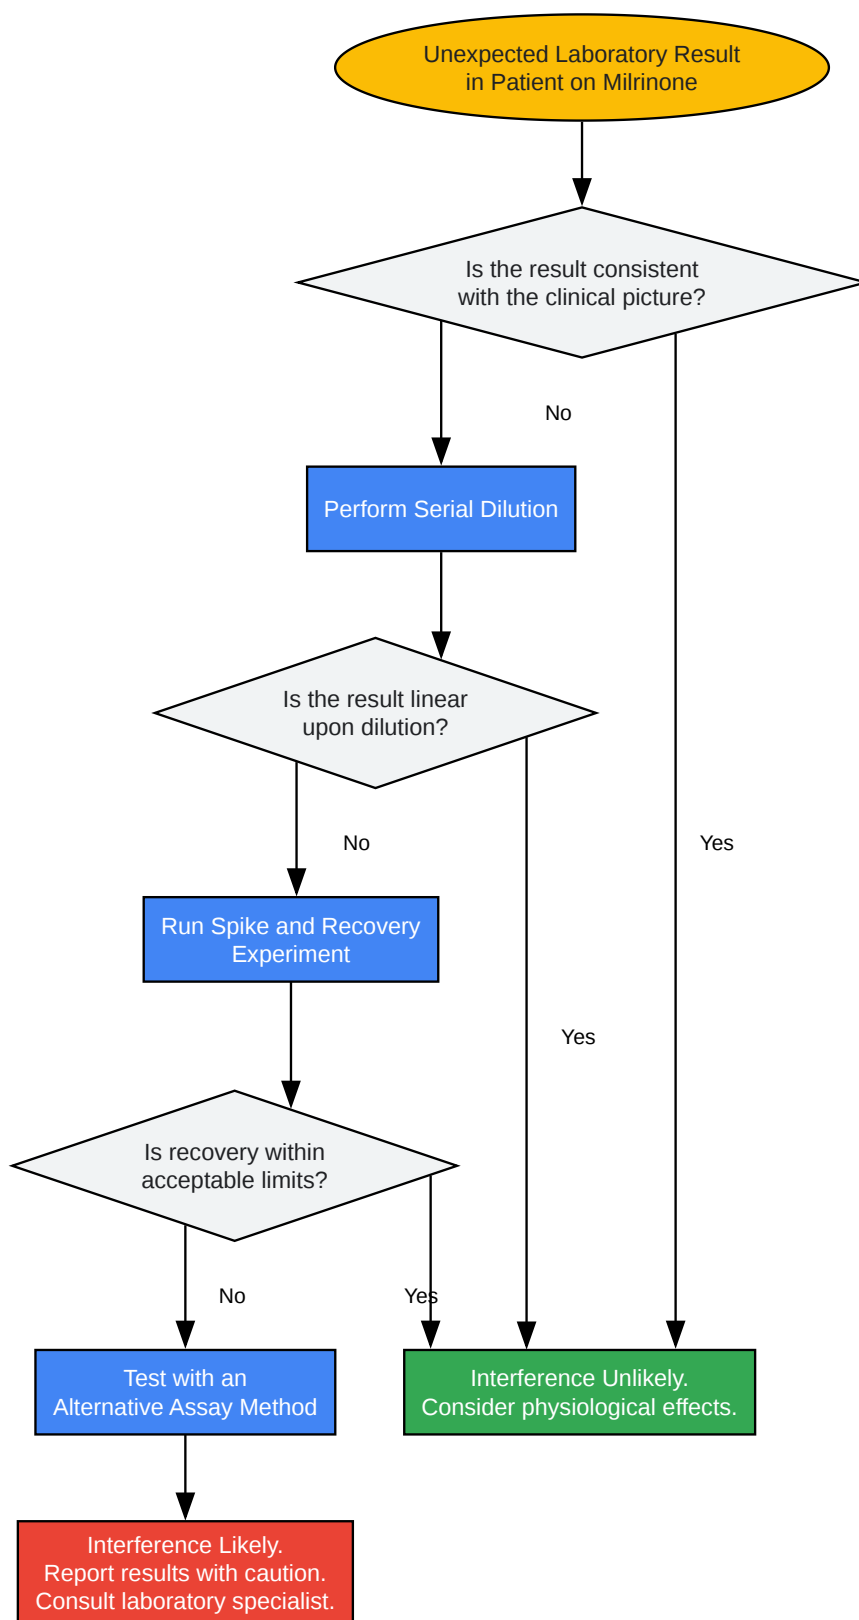 Unexpected Laboratory Result
in Patient on Milrinone
Is the result consistent
with the clinical picture?
No
Perform Serial Dilution
Is the result linear
upon dilution?
No
Yes
Run Spike and Recovery
Experiment
Yes
Is recovery within
acceptable limits?
No
Yes
Test with an
Alternative Assay Method
Interference Unlikely.
Consider physiological effects.
Interference Likely.
Report results with caution.
Consult laboratory specialist.